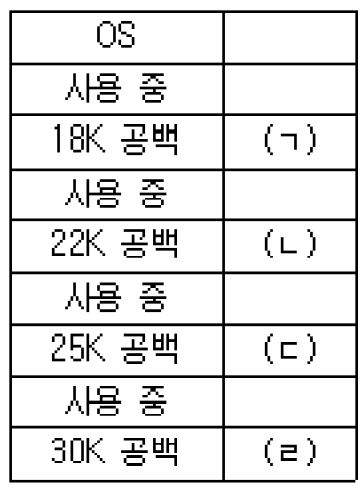 OS
사용 중
18K 공백 (ㄱ)
사용 중
22K 공백 (ㄴ)
사용 중
25K 공백 (ㄷ)
사용 중
30K 공백 (ㄹ)